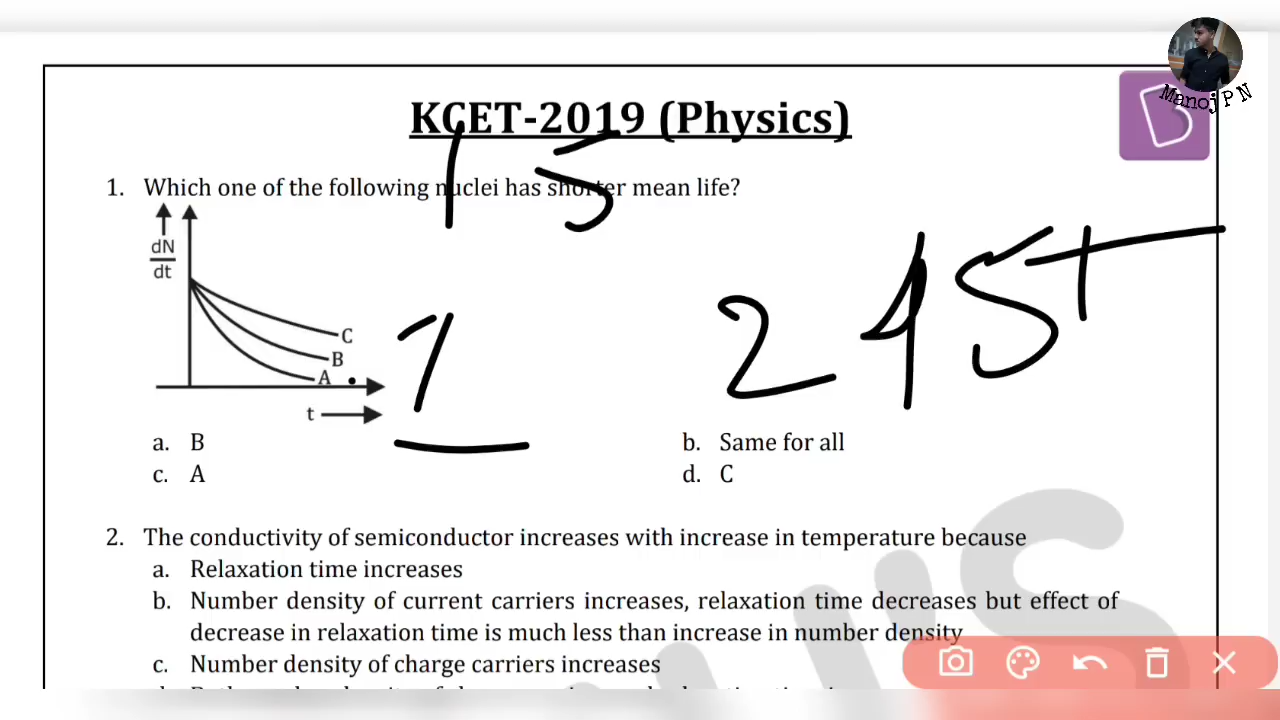 Manoj P N
KCET-2019 (Physics)
15
1. Which one of the following nuclei has shorter mean life?
dN
dt
C
B
A
t
1
2 1st
a. B
b. Same for all
c. A
d. C
2. The conductivity of semiconductor increases with increase in temperature because
a. Relaxation time increases
b. Number density of current carriers increases, relaxation time decreases but effect of
decrease in relaxation time is much less than increase in number density
c. Number density of charge carriers increases